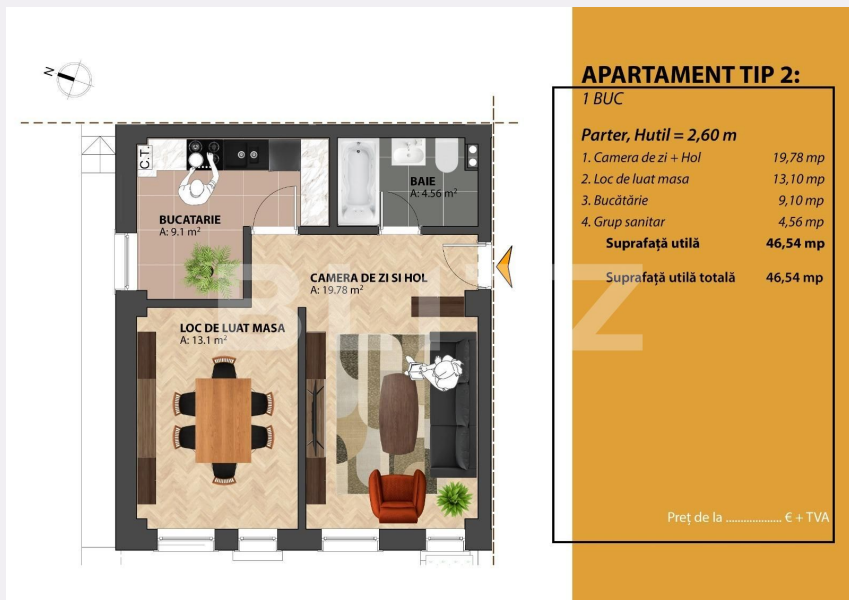 N
C.T.
BUCATARIE
A: 9.1 m²
BAIE
A: 4.56 m²
CAMERA DE ZI SI HOL
A: 19.78 m²
LOC DE LUAT MASA
A: 13.1 m²
BLITZ
APARTAMENT TIP 2:
1 BUC
Parter, Hutil = 2,60 m
1. Camera de zi + Hol 19,78 mp
2. Loc de luat masa 13,10 mp
3. Bucătărie 9,10 mp
4. Grup sanitar 4,56 mp
Suprafață utilă 46,54 mp
Suprafață utilă totală 46,54 mp
Preț de la .................. € + TVA